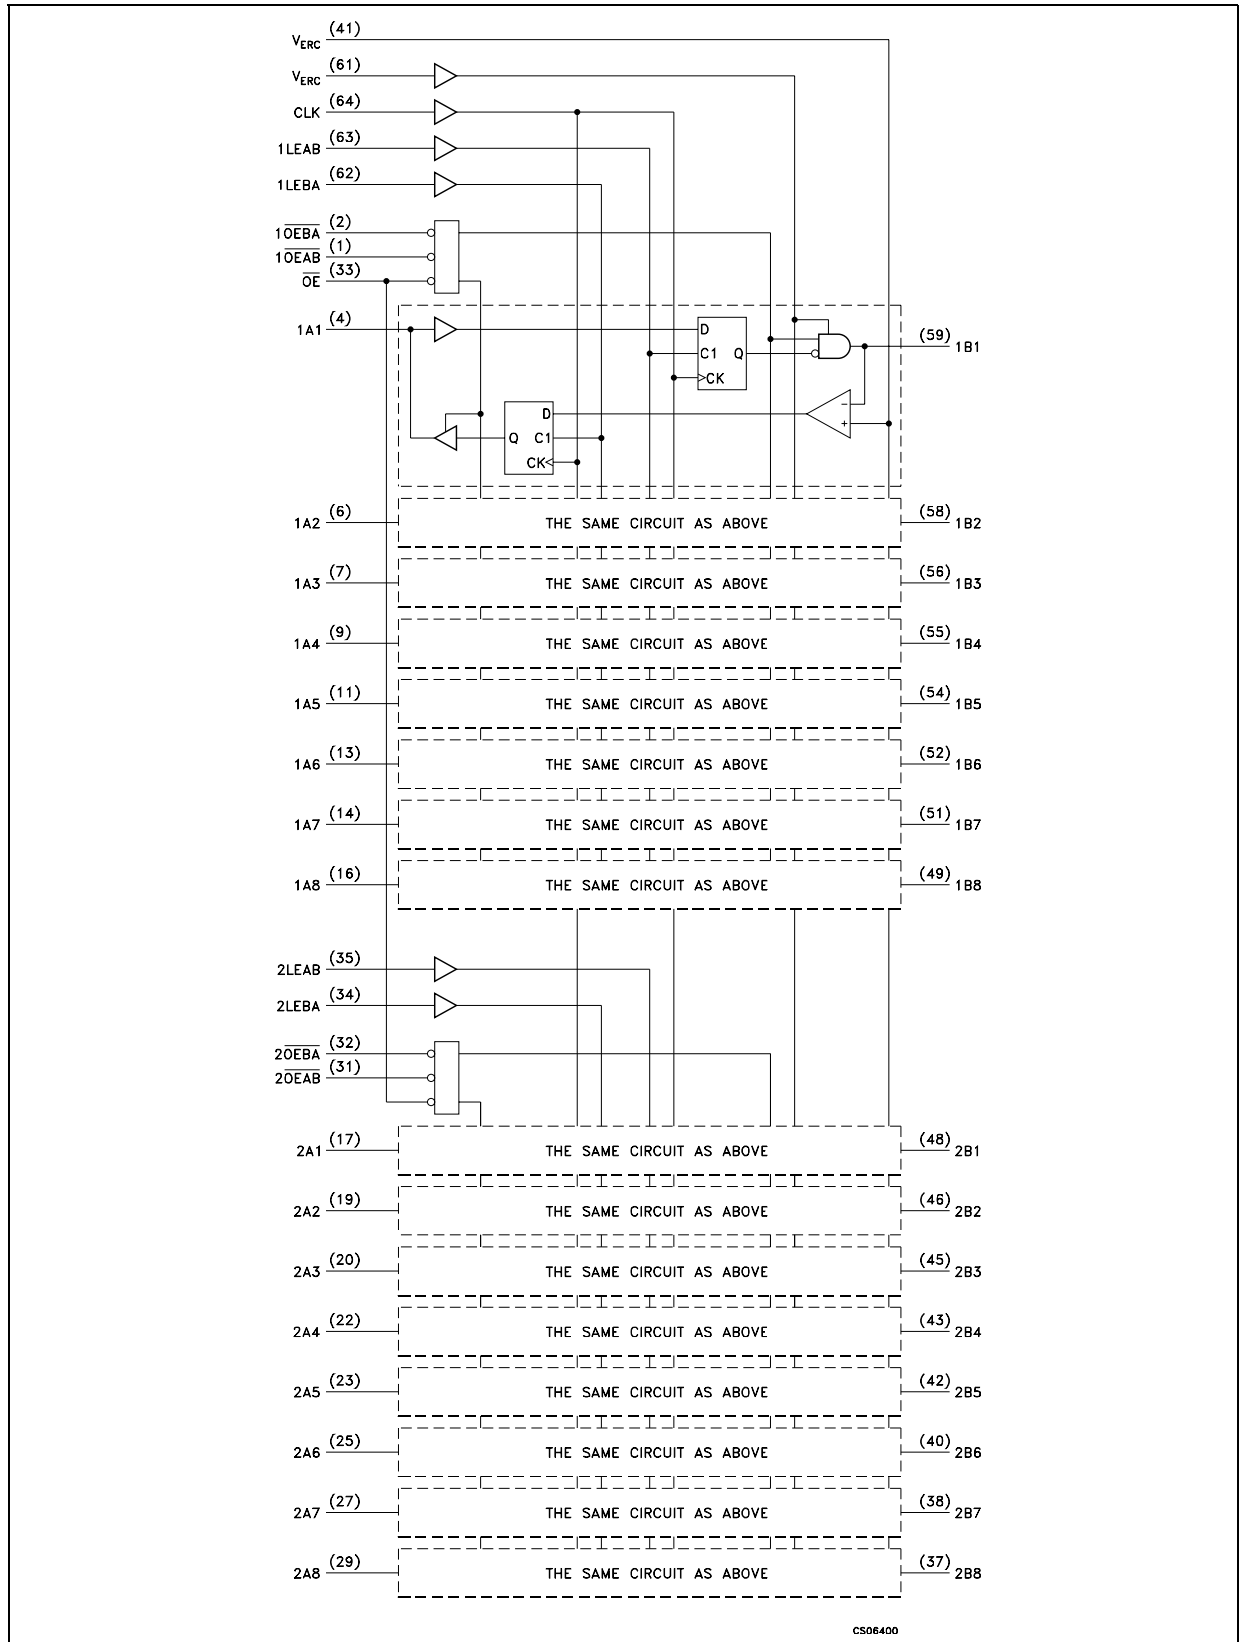 VERC (41)
VERC (61)
CLK (64)
1LEAB (63)
1LEBA (62)
1OEBA (2)
1OEAB (1)
OE (33)
1A1 (4)
D
C1 Q
CK
(59) 1B1
D
Q C1
CK
-
+
1A2 (6) THE SAME CIRCUIT AS ABOVE (58) 1B2
1A3 (7) THE SAME CIRCUIT AS ABOVE (56) 1B3
1A4 (9) THE SAME CIRCUIT AS ABOVE (55) 1B4
1A5 (11) THE SAME CIRCUIT AS ABOVE (54) 1B5
1A6 (13) THE SAME CIRCUIT AS ABOVE (52) 1B6
1A7 (14) THE SAME CIRCUIT AS ABOVE (51) 1B7
1A8 (16) THE SAME CIRCUIT AS ABOVE (49) 1B8
2LEAB (35)
2LEBA (34)
2OEBA (32)
2OEAB (31)
2A1 (17) THE SAME CIRCUIT AS ABOVE (48) 2B1
2A2 (19) THE SAME CIRCUIT AS ABOVE (46) 2B2
2A3 (20) THE SAME CIRCUIT AS ABOVE (45) 2B3
2A4 (22) THE SAME CIRCUIT AS ABOVE (43) 2B4
2A5 (23) THE SAME CIRCUIT AS ABOVE (42) 2B5
2A6 (25) THE SAME CIRCUIT AS ABOVE (40) 2B6
2A7 (27) THE SAME CIRCUIT AS ABOVE (38) 2B7
2A8 (29) THE SAME CIRCUIT AS ABOVE (37) 2B8
CS06400